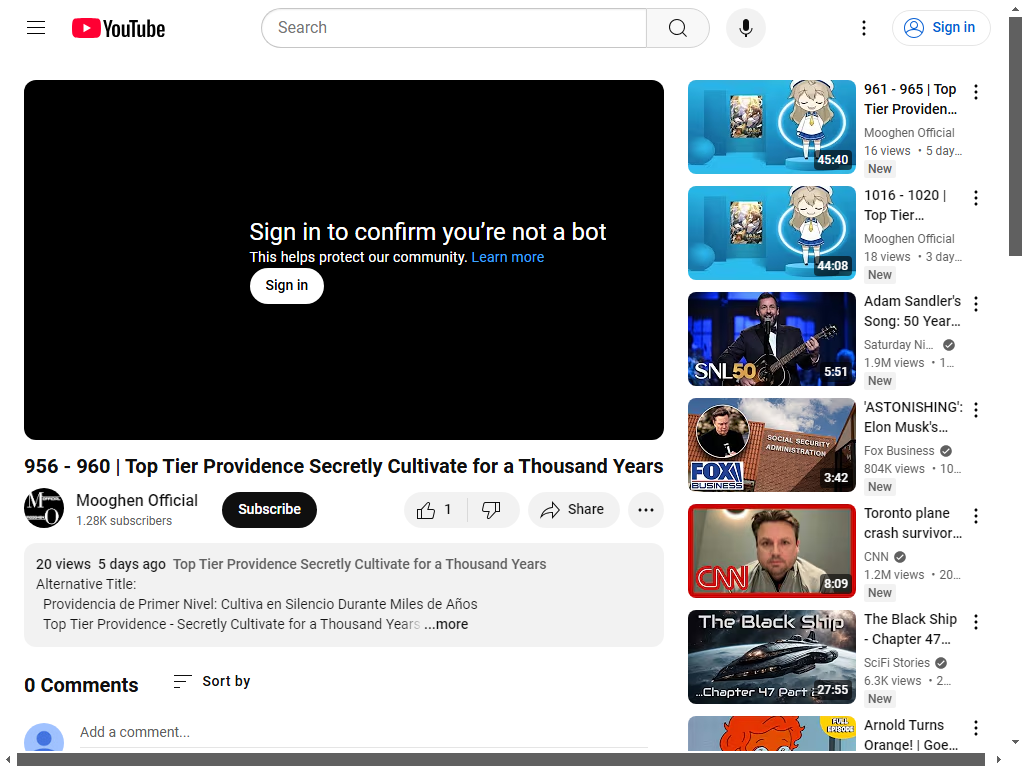 YouTube
Search
Sign in
Sign in to confirm you're not a bot
This helps protect our community. Learn more
Sign in
956 - 960 | Top Tier Providence Secretly Cultivate for a Thousand Years
Mooghen Official
1.28K subscribers
Subscribe
1
Share
20 views 5 days ago Top Tier Providence Secretly Cultivate for a Thousand Years
Alternative Title:
Providencia de Primer Nivel: Cultiva en Silencio Durante Miles de Años
Top Tier Providence - Secretly Cultivate for a Thousand Years ...more
0 Comments
Sort by
Add a comment...
45:40
961 - 965 | Top
Tier Providen...
Mooghen Official
16 views • 5 day...
New
44:08
1016 - 1020 |
Top Tier...
Mooghen Official
18 views • 3 day...
New
SNL50
5:51
Adam Sandler's
Song: 50 Year...
Saturday Ni...
1.9M views • 1...
New
SOCIAL SECURITY
ADMINISTRATION
FOX
BUSINESS
3:42
'ASTONISHING':
Elon Musk's...
Fox Business
804K views • 10...
New
CNN
8:09
Toronto plane
crash survivor...
CNN
1.2M views • 20...
New
The Black Ship
...Chapter 47 Part
27:55
The Black Ship
- Chapter 47...
SciFi Stories
6.3K views • 2...
New
FULL
EPISODE
Arnold Turns
Orange! | Goe...